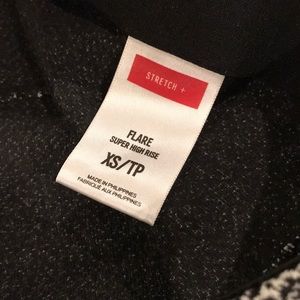 STRETCH +
FLARE
SUPER HIGH RISE
XS/TP
MADE IN PHILIPPINES
FABRIQUÉ AUX PHILIPPINES